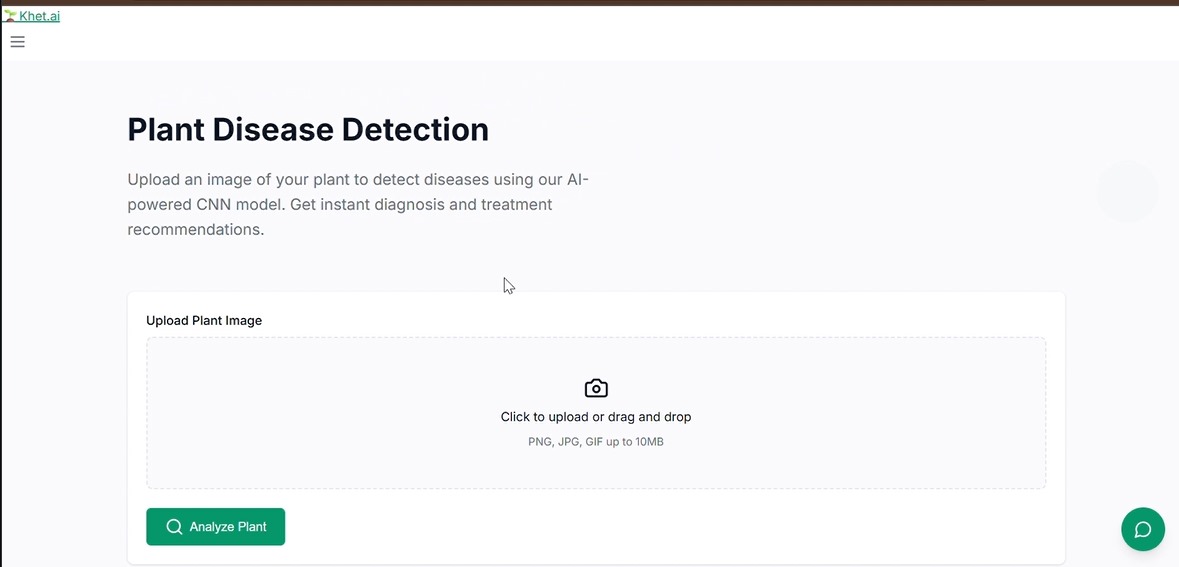 Khet.ai
Plant Disease Detection
Upload an image of your plant to detect diseases using our AI-
powered CNN model. Get instant diagnosis and treatment
recommendations.
Upload Plant Image
Click to upload or drag and drop
PNG, JPG, GIF up to 10MB
Analyze Plant